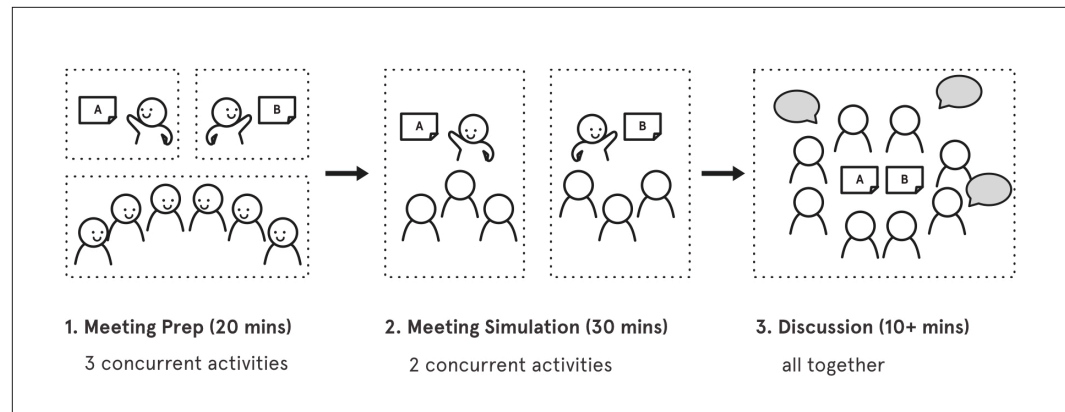 A
B
A
B
A
B
1. Meeting Prep (20 mins)
3 concurrent activities
2. Meeting Simulation (30 mins)
2 concurrent activities
3. Discussion (10+ mins)
all together